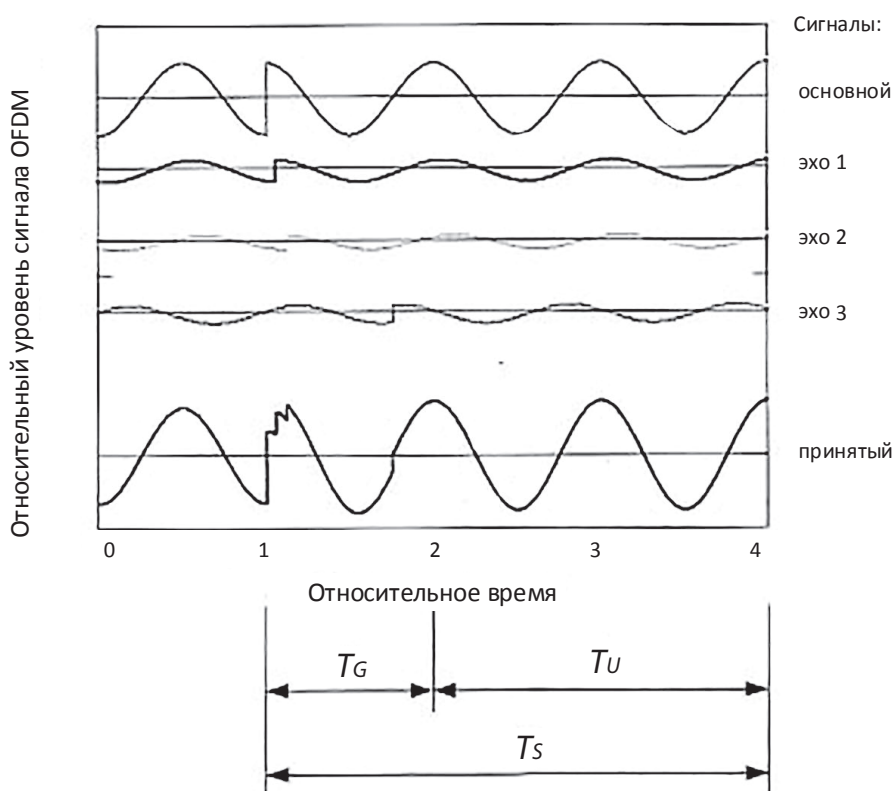 Сигналы:
основной
эхо 1
эхо 2
эхо 3
принятый
Относительный уровень сигнала OFDM
0 1 2 3 4
Относительное время
TG TU
TS